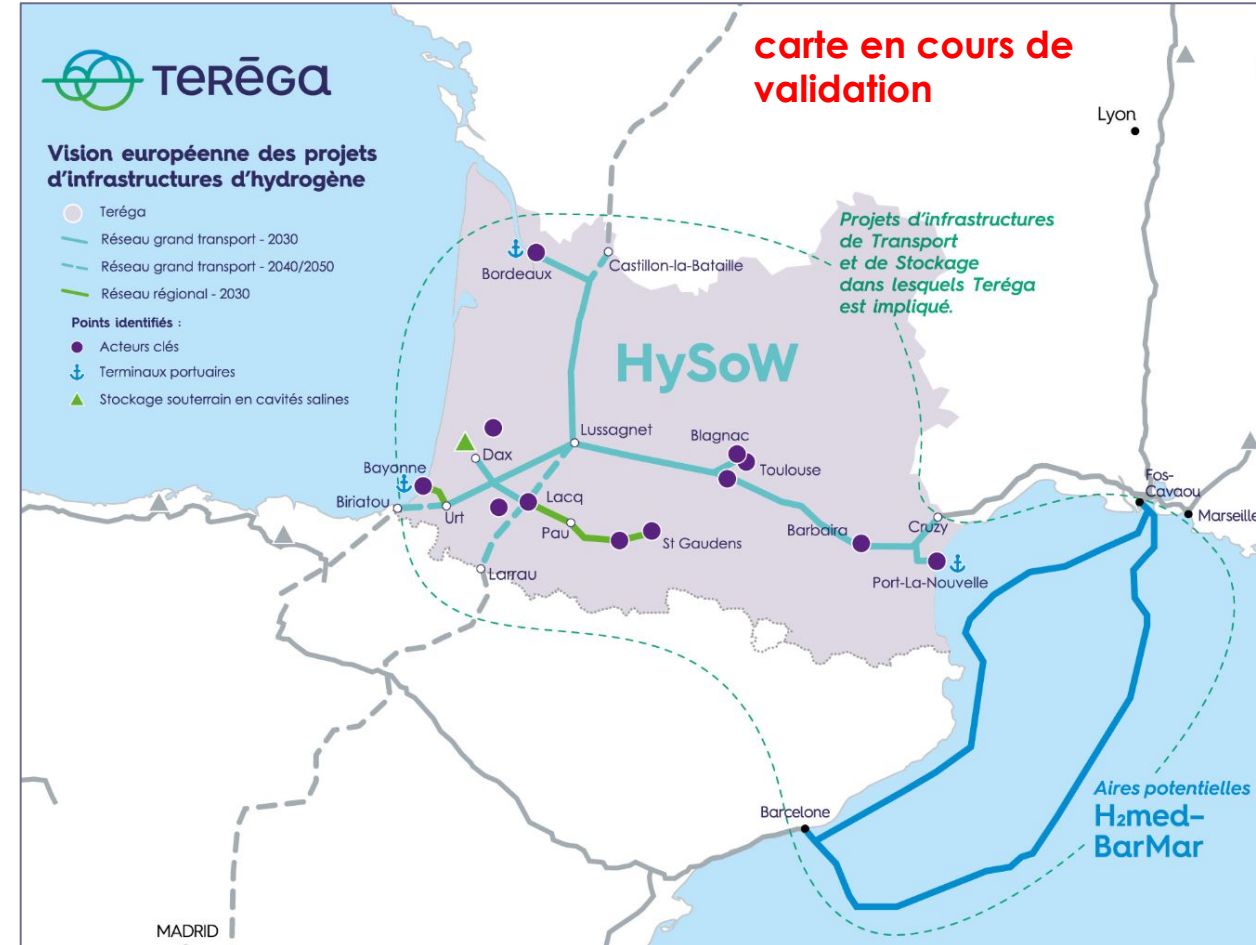 TERĒGA
carte en cours de
validation
Vision européenne des projets
d'infrastructures d'hydrogène
Teréga
Réseau grand transport - 2030
Réseau grand transport - 2040/2050
Réseau régional - 2030
Points identifiés :
Acteurs clés
Terminaux portuaires
Stockage souterrain en cavités salines
Lyon
Projets d'infrastructures
de Transport
et de Stockage
dans lesquels Teréga
est impliqué.
Bordeaux
Castillon-la-Bataille
HySoW
Lussagnet
Blagnac
Toulouse
Dax
Bayonne
Biriatou
Urt
Lacq
Pau
St Gaudens
Larrau
Barbaira
Cruzy
Port-La-Nouvelle
Fos-
Cavaou
Marseille
Barcelone
Aires potentielles
H₂med–
BarMar
MADRID